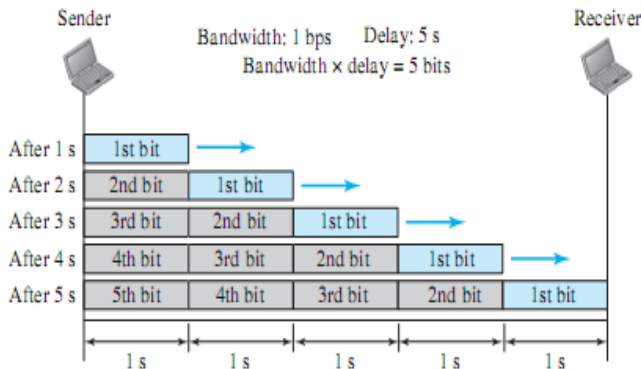 Sender
Receiver
Bandwidth: 1 bps Delay: 5 s
Bandwidth × delay = 5 bits
After 1 s 1st bit
After 2 s 2nd bit 1st bit
After 3 s 3rd bit 2nd bit 1st bit
After 4 s 4th bit 3rd bit 2nd bit 1st bit
After 5 s 5th bit 4th bit 3rd bit 2nd bit 1st bit
1 s 1 s 1 s 1 s 1 s